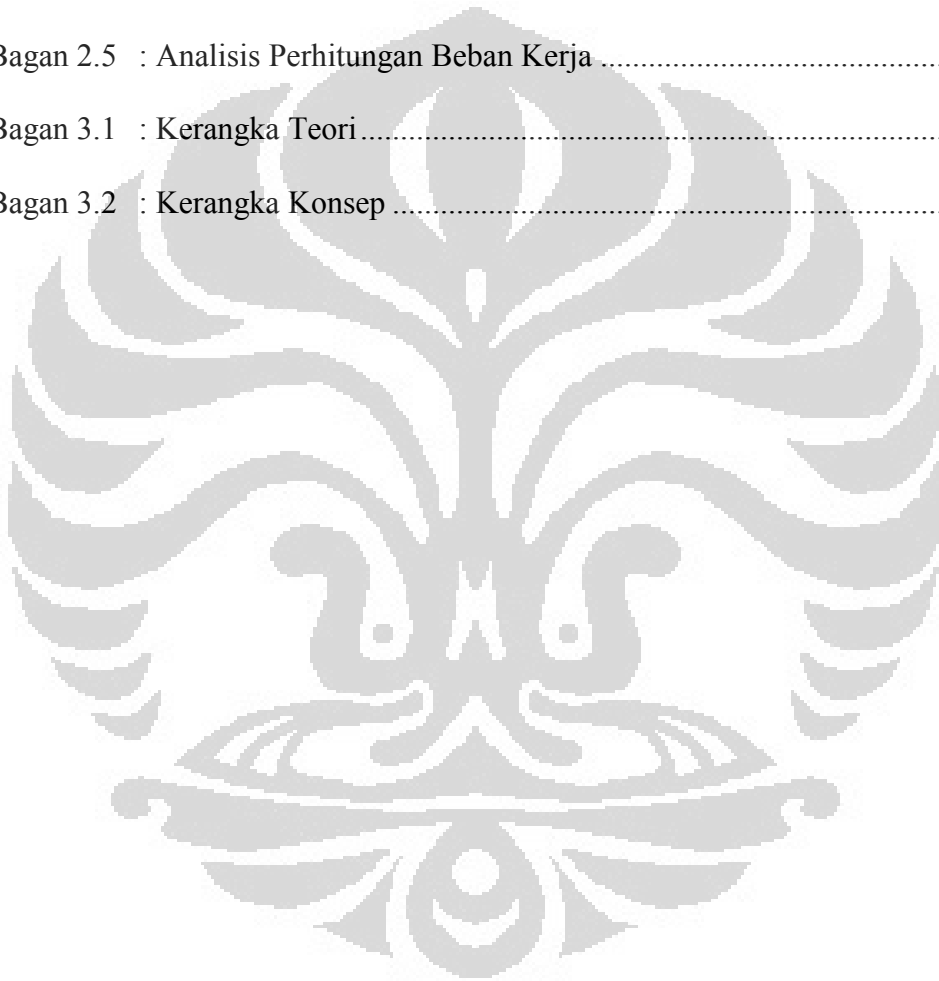 Bagan 2.5 : Analisis Perhitungan Beban Kerja ............................................
Bagan 3.1 : Kerangka Teori...........................................................................
Bagan 3.2 : Kerangka Konsep ......................................................................